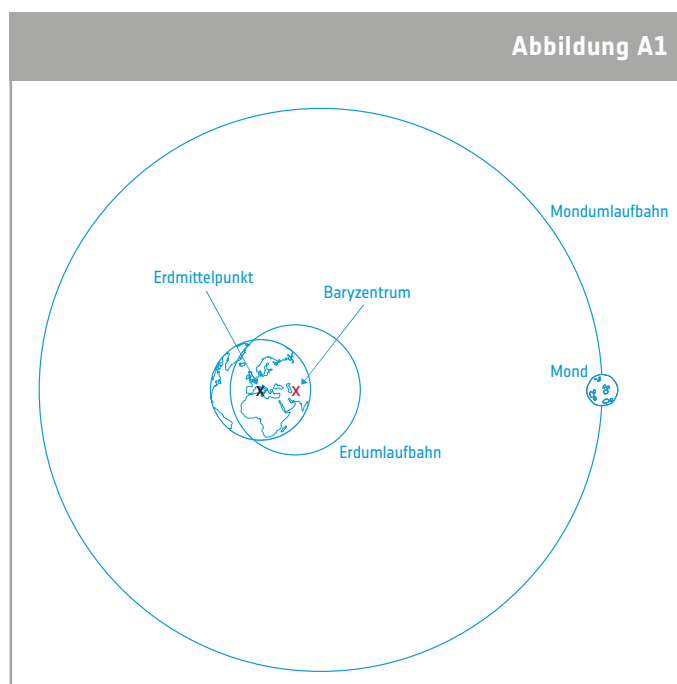 Abbildung A1
Mondumlaufbahn
Erdmittelpunkt
Baryzentrum
X
X
Mond
Erdumlaufbahn